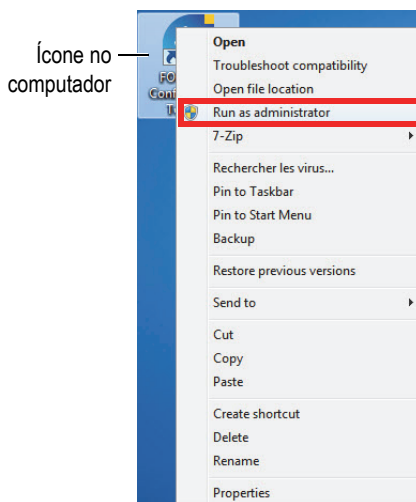 Ícone no
computador
FO
Conf
T
Open
Troubleshoot compatibility
Open file location
Run as administrator
7-Zip
Rechercher les virus...
Pin to Taskbar
Pin to Start Menu
Backup
Restore previous versions
Send to
Cut
Copy
Paste
Create shortcut
Delete
Rename
Properties